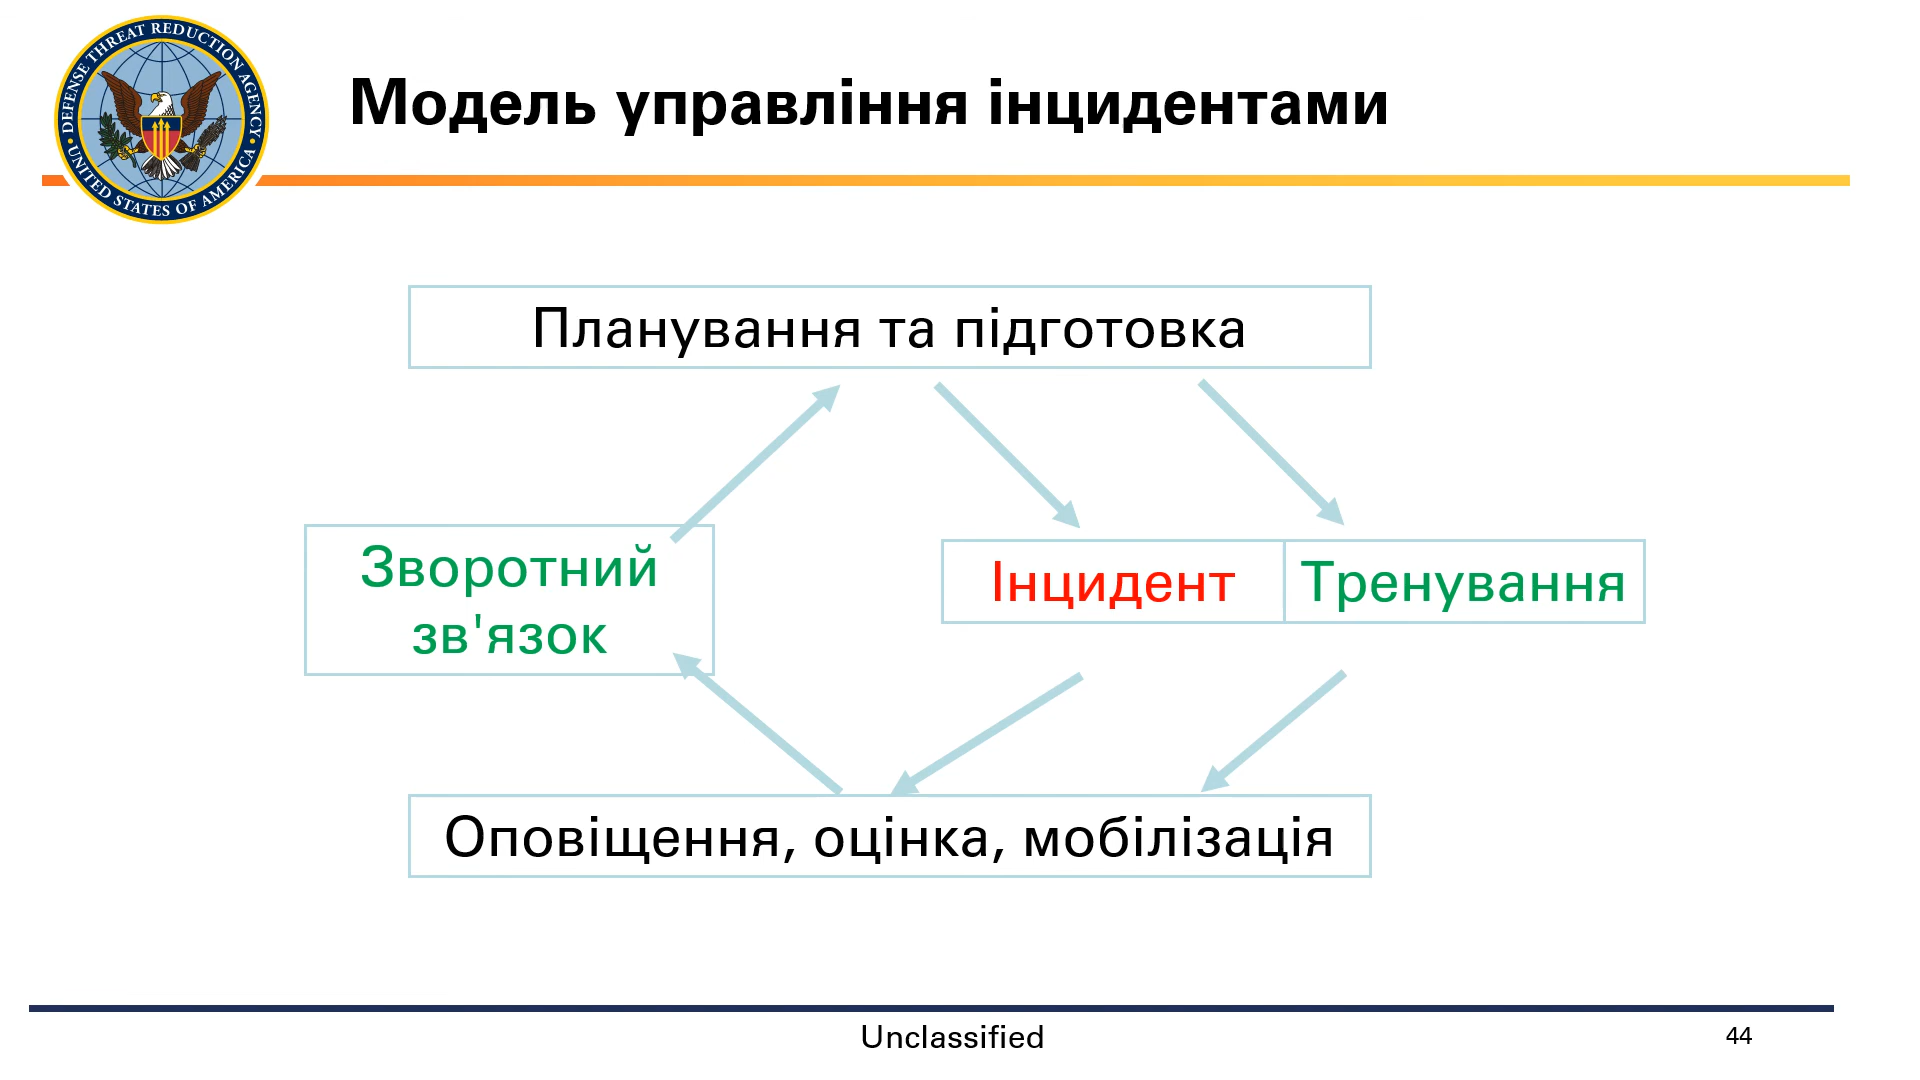 DEFENSE THREAT REDUCTION AGENCY
UNITED STATES OF AMERICA
Модель управління інцидентами
Планування та підготовка
Зворотний
зв'язок
Інцидент
Тренування
Оповіщення, оцінка, мобілізація
Unclassified
44